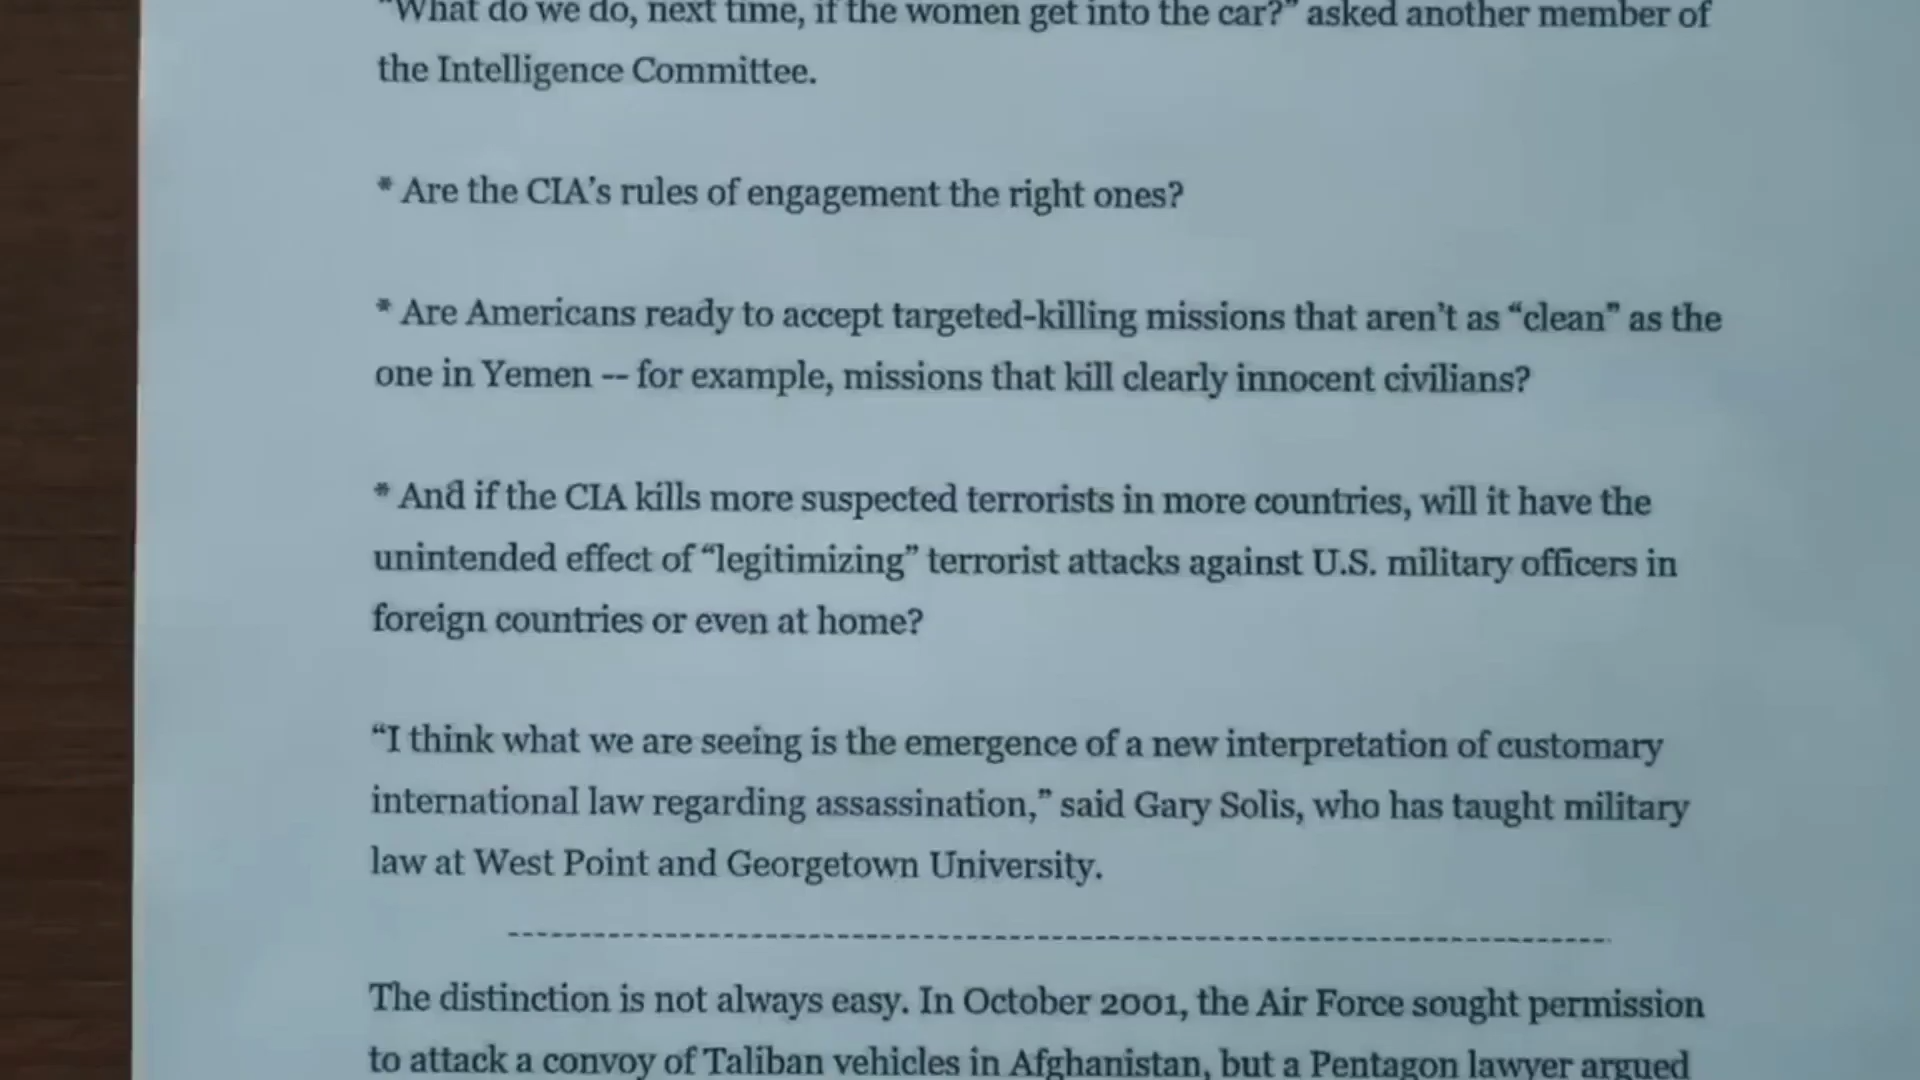 "What do we do, next time, if the women get into the car?" asked another member of
the Intelligence Committee.
* Are the CIA's rules of engagement the right ones?
* Are Americans ready to accept targeted-killing missions that aren't as “clean” as the
one in Yemen -- for example, missions that kill clearly innocent civilians?
* And if the CIA kills more suspected terrorists in more countries, will it have the
unintended effect of “legitimizing” terrorist attacks against U.S. military officers in
foreign countries or even at home?
“I think what we are seeing is the emergence of a new interpretation of customary
international law regarding assassination,” said Gary Solis, who has taught military
law at West Point and Georgetown University.
The distinction is not always easy. In October 2001, the Air Force sought permission
to attack a convoy of Taliban vehicles in Afghanistan, but a Pentagon lawyer argued